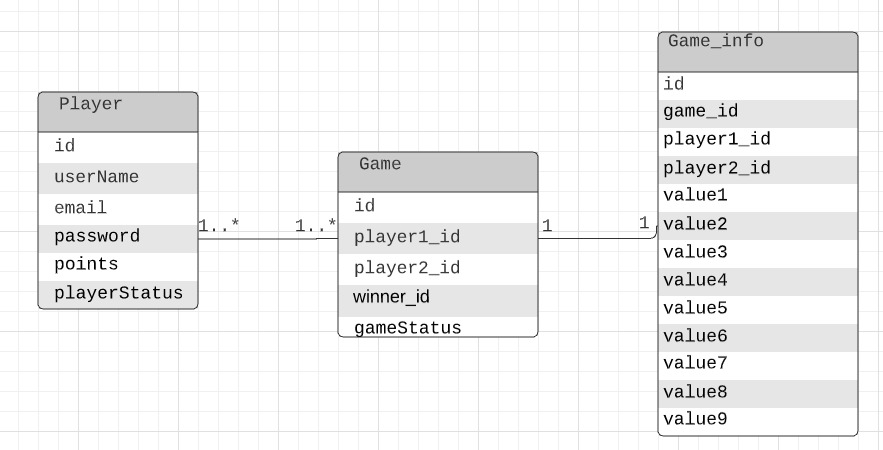 Player
id
userName
email
password
points
playerStatus
1..* 1..*
Game
id
player1_id
player2_id
winner_id
gameStatus
1 1
Game_info
id
game_id
player1_id
player2_id
value1
value2
value3
value4
value5
value6
value7
value8
value9